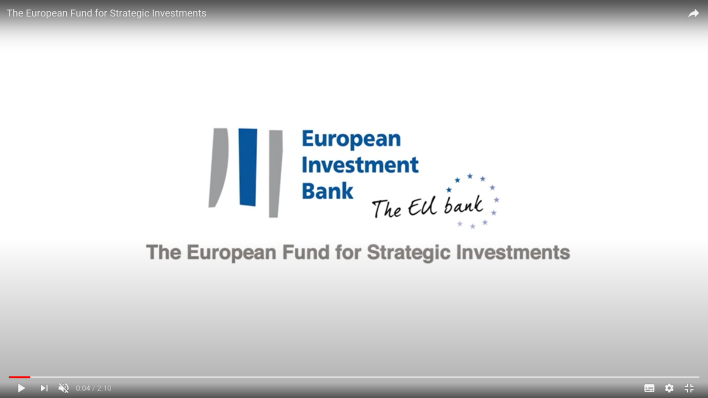 The European Fund for Strategic Investments
European
Investment
Bank
The EU bank
The European Fund for Strategic Investments
0:04 / 2:10